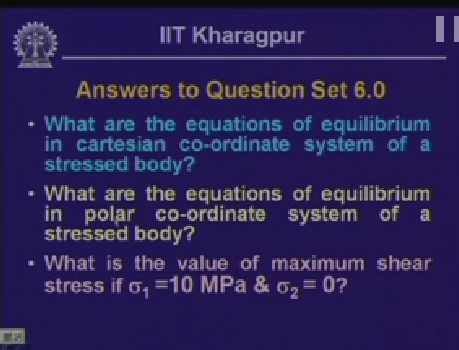 IIT Kharagpur
Answers to Question Set 6.0
• What are the equations of equilibrium
in cartesian co-ordinate system of a
stressed body?
• What are the equations of equilibrium
in polar co-ordinate system of a
stressed body?
• What is the value of maximum shear
stress if σ₁ =10 MPa & σ₂ = 0?